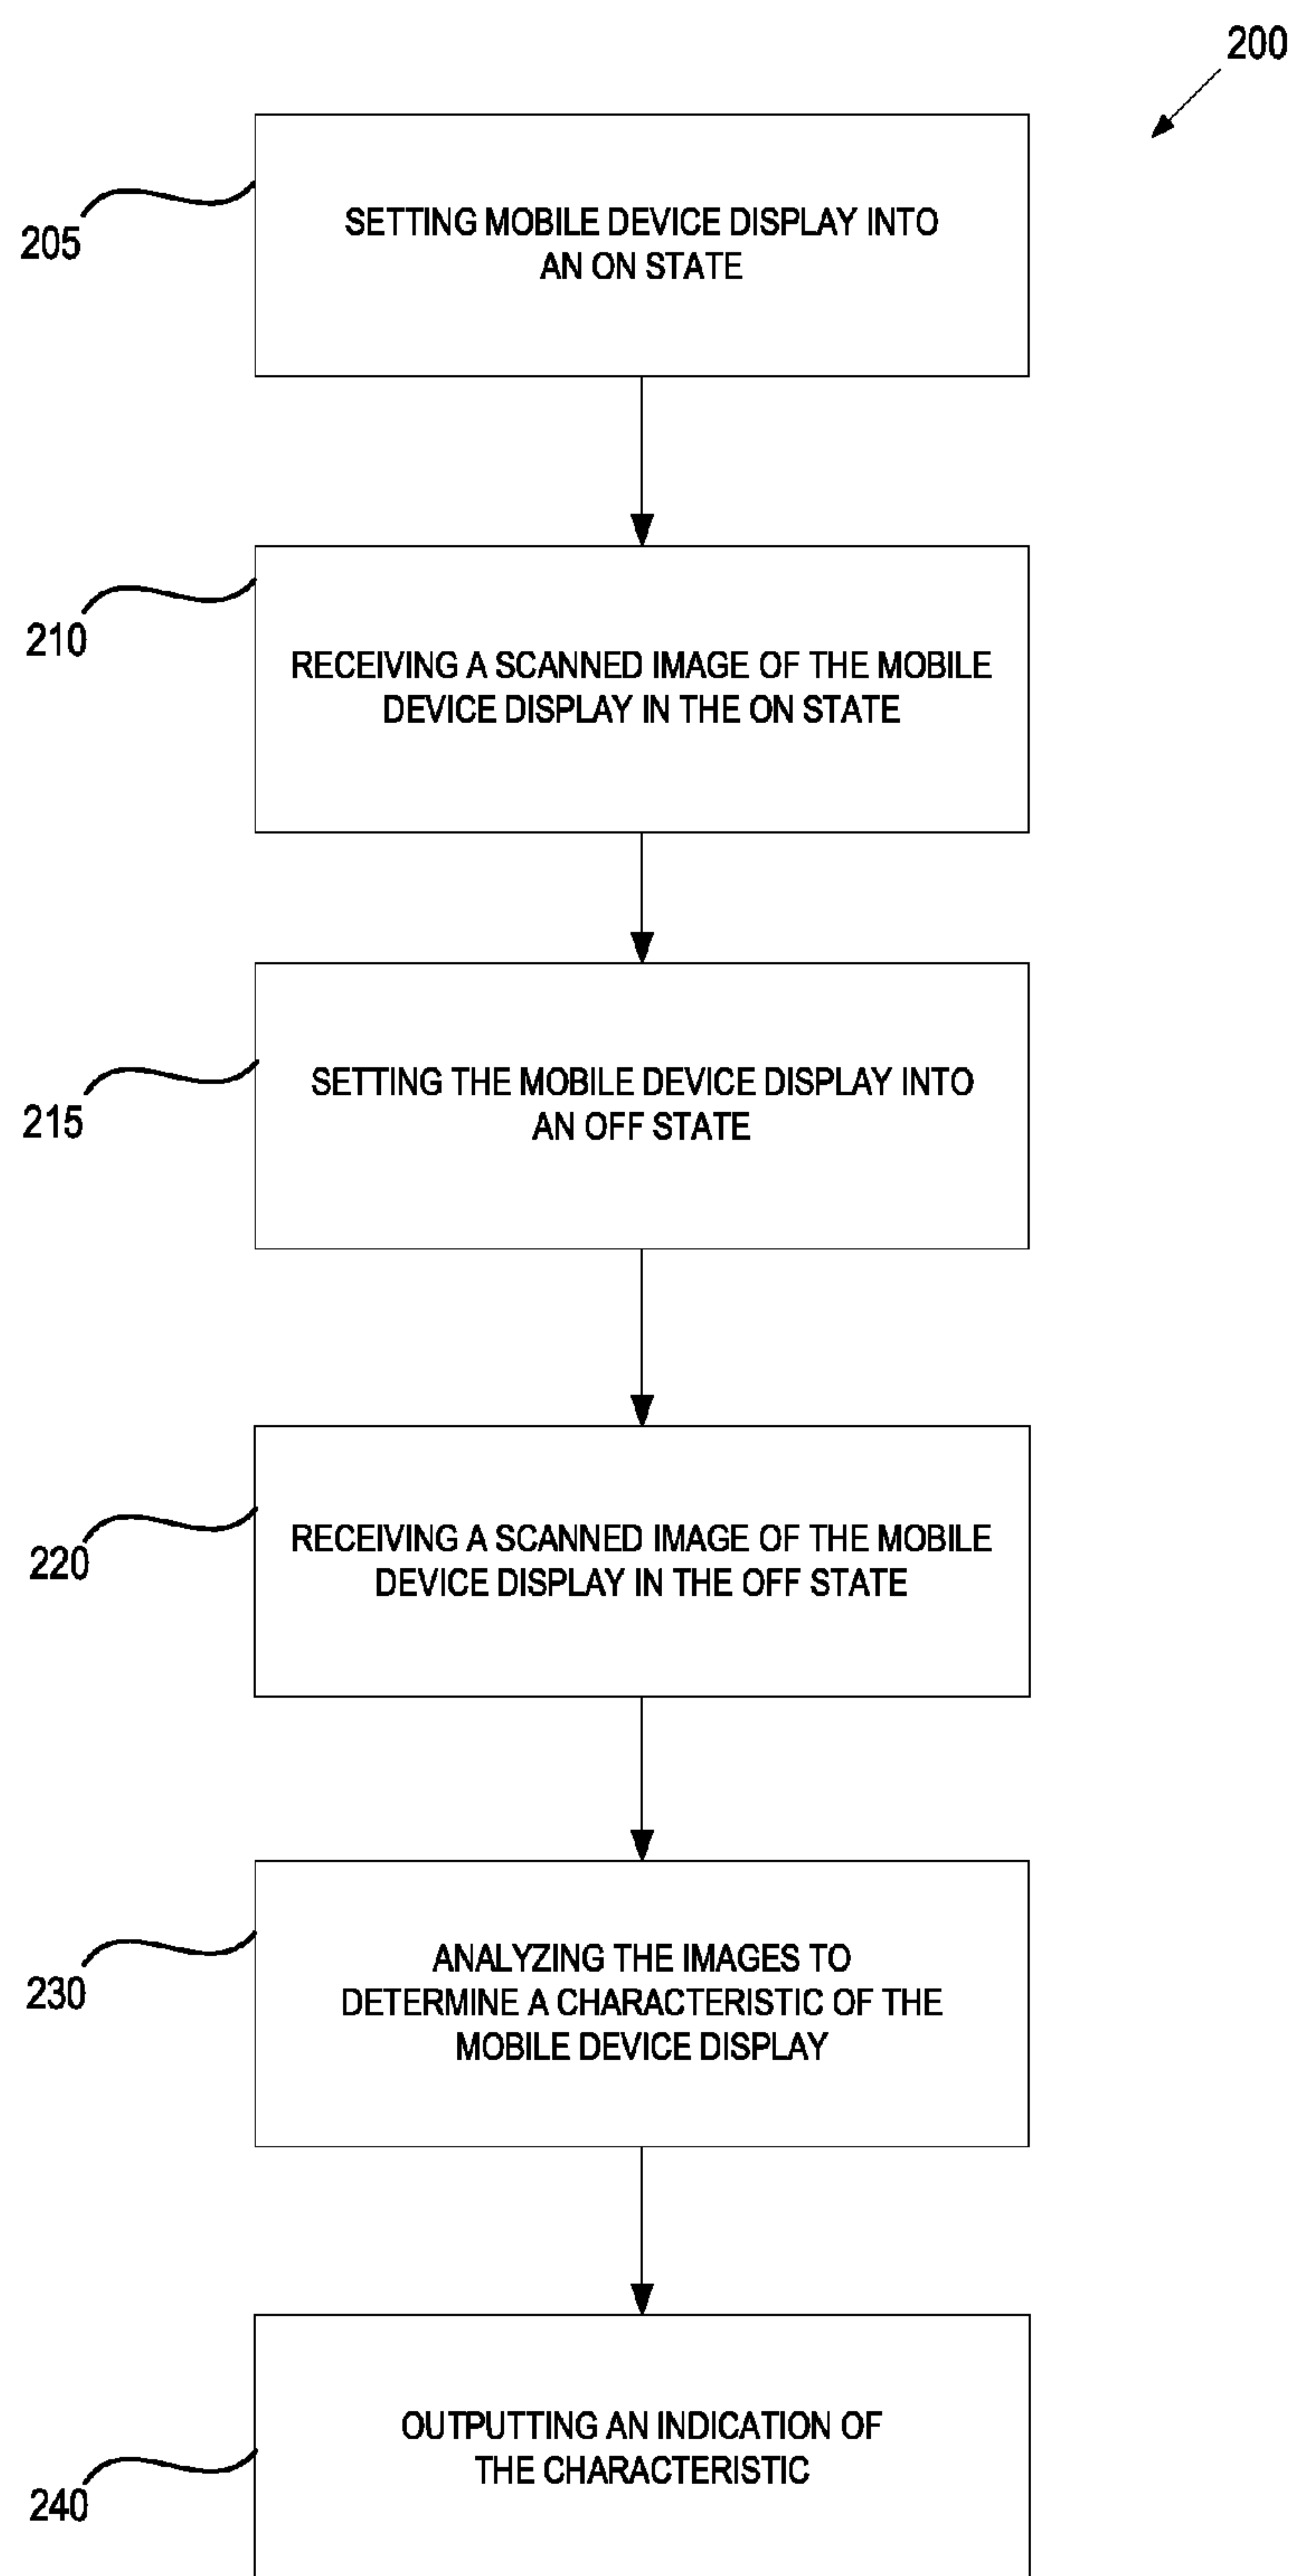 200
205
SETTING MOBILE DEVICE DISPLAY INTO
AN ON STATE
210
RECEIVING A SCANNED IMAGE OF THE MOBILE
DEVICE DISPLAY IN THE ON STATE
215
SETTING THE MOBILE DEVICE DISPLAY INTO
AN OFF STATE
220
RECEIVING A SCANNED IMAGE OF THE MOBILE
DEVICE DISPLAY IN THE OFF STATE
230
ANALYZING THE IMAGES TO
DETERMINE A CHARACTERISTIC OF THE
MOBILE DEVICE DISPLAY
240
OUTPUTTING AN INDICATION OF
THE CHARACTERISTIC